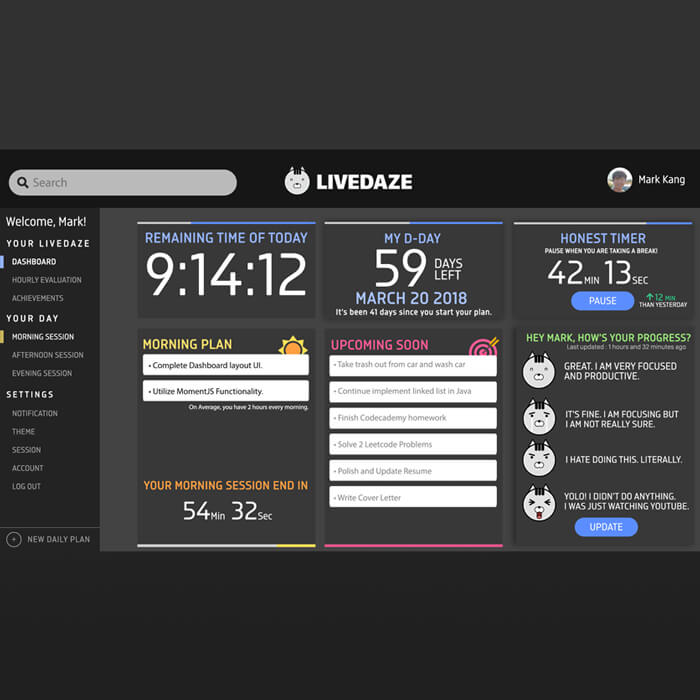 Search
LIVEDAZE
Mark Kang
Welcome, Mark!
YOUR LIVEDAZE
DASHBOARD
HOURLY EVALUATION
ACHIEVEMENTS
YOUR DAY
MORNING SESSION
AFTERNOON SESSION
EVENING SESSION
SETTINGS
NOTIFICATION
THEME
SESSION
ACCOUNT
LOG OUT
+ NEW DAILY PLAN
REMAINING TIME OF TODAY
9:14:12
MY D-DAY
59 DAYS
LEFT
MARCH 20 2018
It's been 41 days since you start your plan.
HONEST TIMER
PAUSE WHEN YOU ARE TAKING A BREAK!
42 MIN 13 SEC
PAUSE
↑12 MIN
THAN YESTERDAY
MORNING PLAN
• Complete Dashboard layout UI.
• Utilize MomentJS Functionality.
On Average, you have 2 hours every morning.
YOUR MORNING SESSION END IN
54 Min 32 Sec
UPCOMING SOON
• Take trash out from car and wash car
• Continue implement linked list in Java
• Finish Codecademy homework
• Solve 2 Leetcode Problems
• Polish and Update Resume
• Write Cover Letter
HEY MARK, HOW'S YOUR PROGRESS?
Last updated : 1 hours and 32 minutes ago
GREAT. I AM VERY FOCUSED
AND PRODUCTIVE.
IT'S FINE. I AM FOCUSING BUT
I AM NOT REALLY SURE.
I HATE DOING THIS. LITERALLY.
YOLO! I DIDN'T DO ANYTHING.
I WAS JUST WATCHING YOUTUBE.
UPDATE